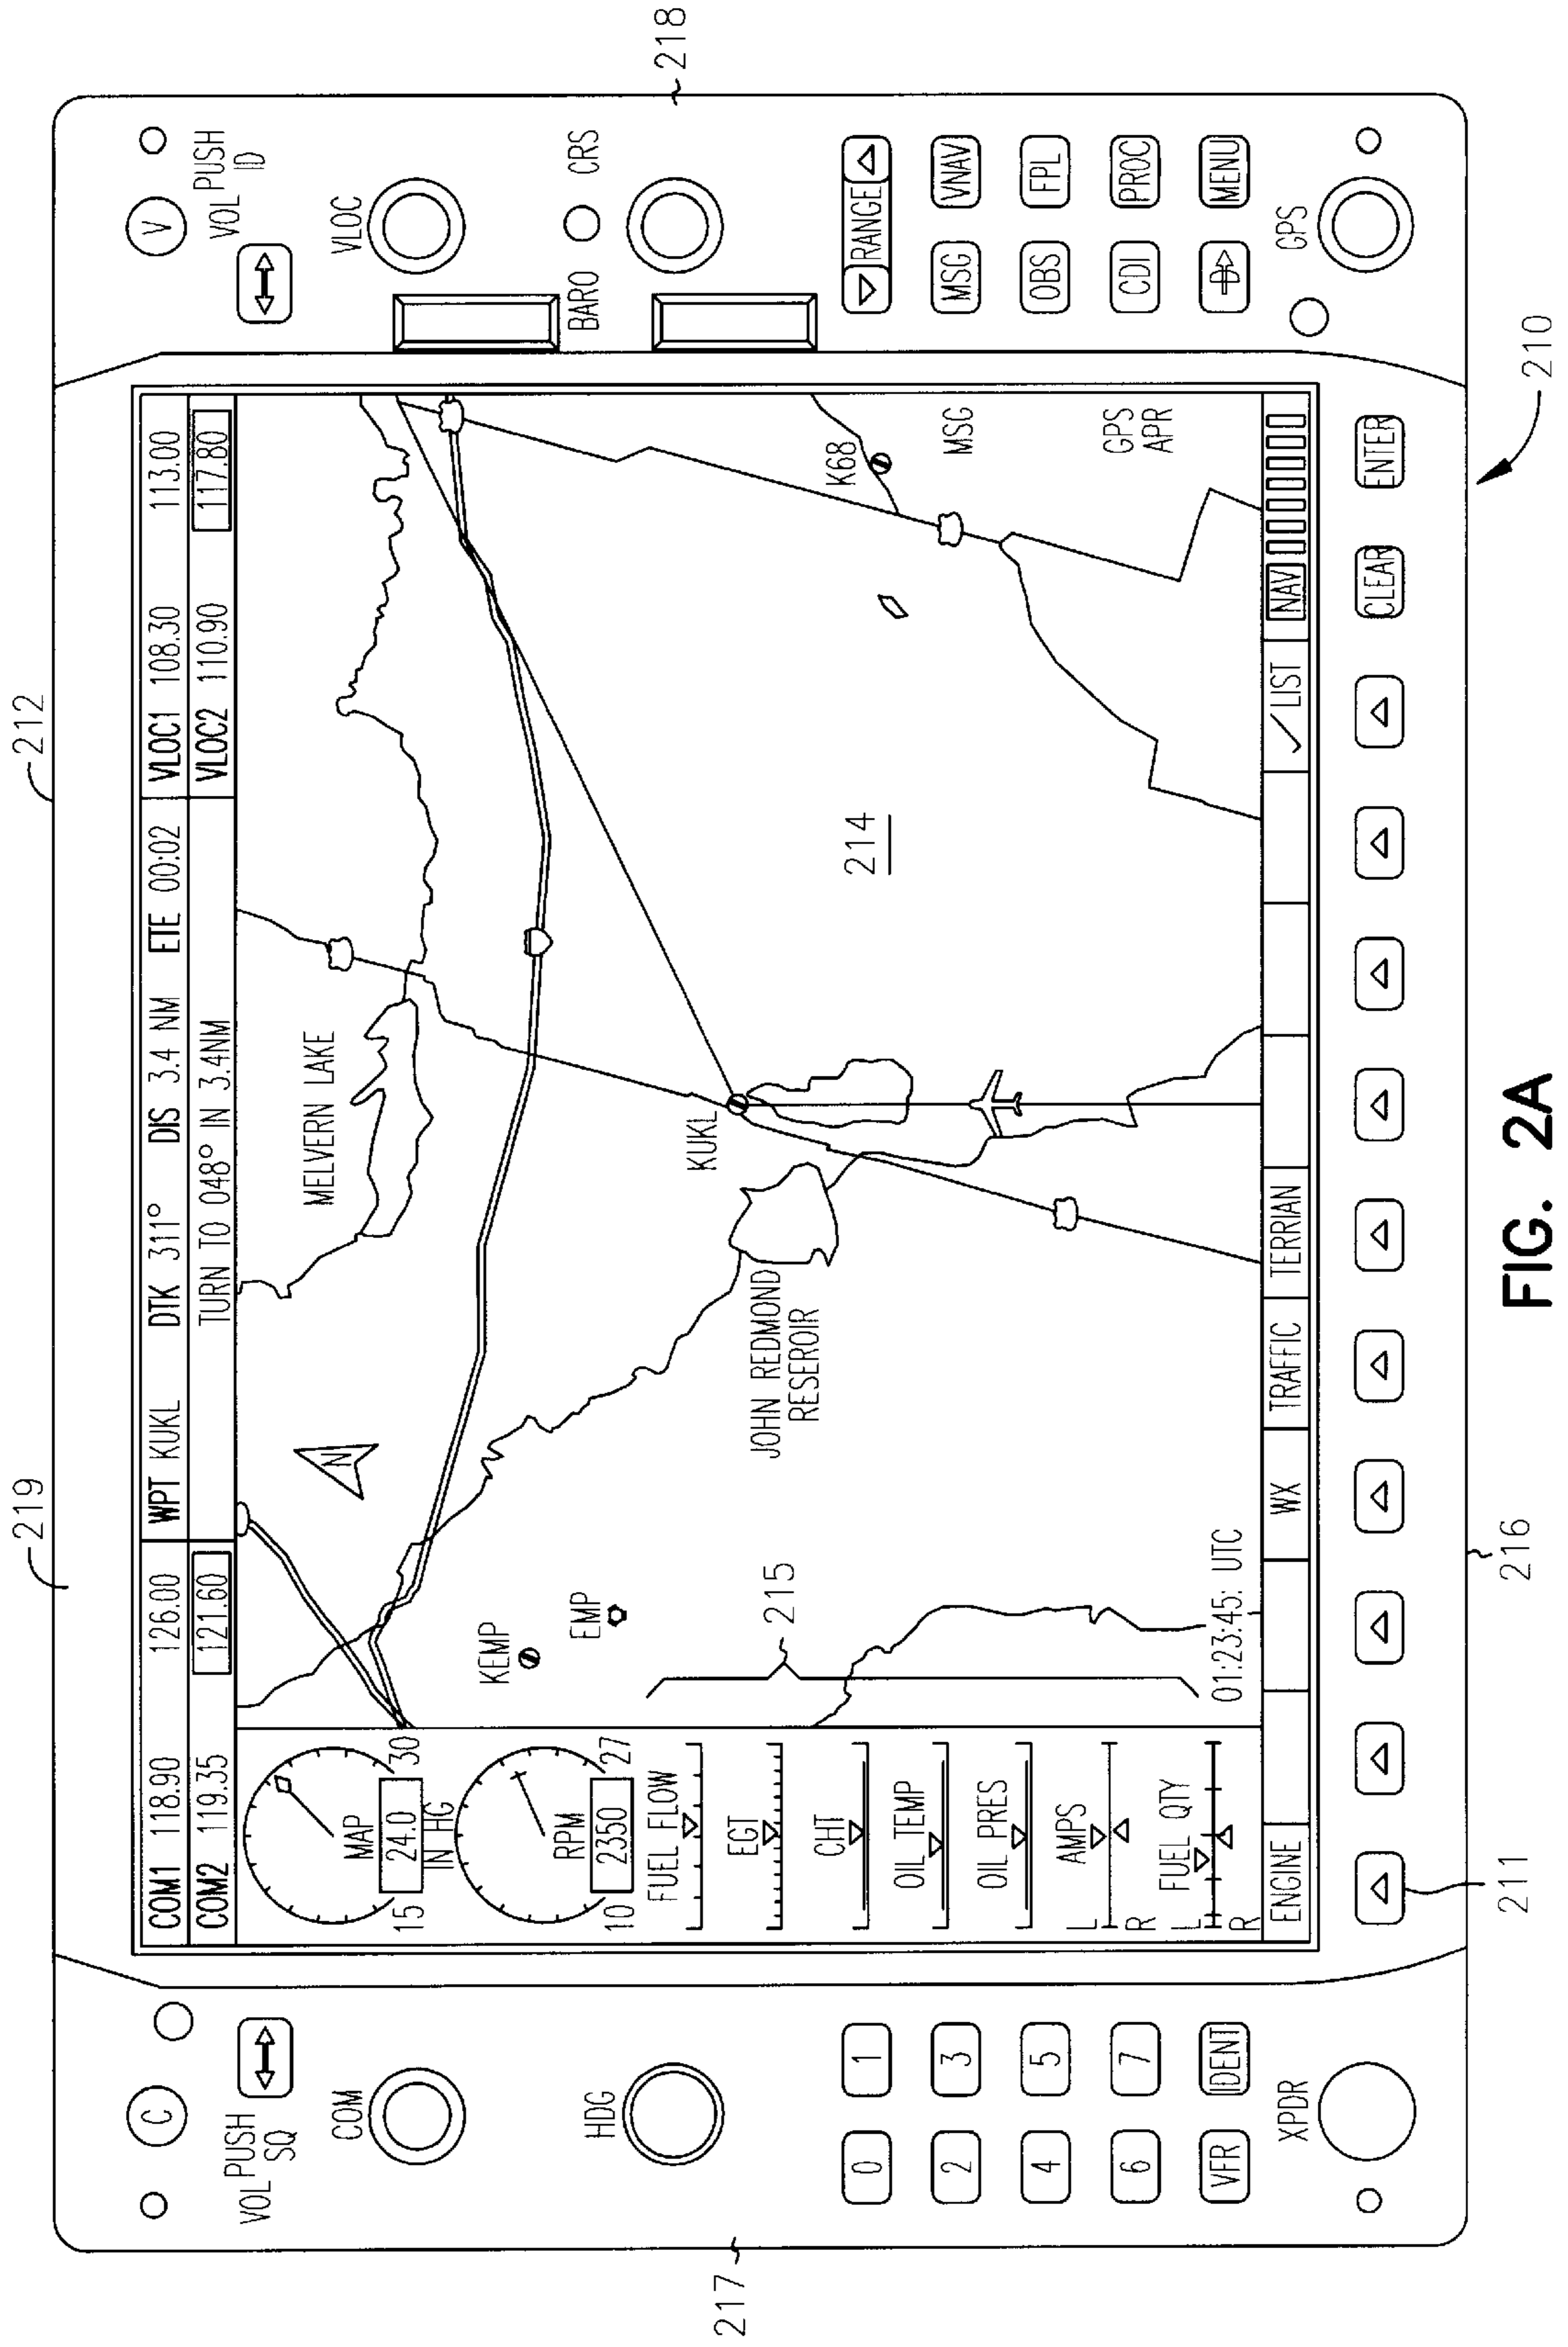 219
212
C
VOL PUSH
SQ
COM
HDG
0
1
2
3
4
5
6
7
VFR
IDENT
XPDR
217
COM1 118.90 126.00
COM2 119.35 121.60
WPT KUKL DTK 311° DIS 3.4 NM ETE 00:02
TURN TO 048° IN 3.4NM
VLOC1 108.30 113.00
VLOC2 110.90 117.80
MAP
24.0
IN HG
15
30
RPM
2350
10
27
FUEL FLOW
EGT
CHT
OIL TEMP
OIL PRES
AMPS
L
R
FUEL QTY
L
R
N
MELVERN LAKE
KEMP
EMP
KUKL
JOHN REDMOND
RESEROIR
215
214
K68
MSG
GPS
APR
01:23:45: UTC
ENGINE
WX
TRAFFIC
TERRIAN
✓LIST
NAV
V
VOL PUSH
ID
VLOC
BARO
CRS
RANGE
MSG
VNAV
OBS
FPL
CDI
PROC
D
MENU
GPS
218
CLEAR
ENTER
211
216
210
FIG. 2A